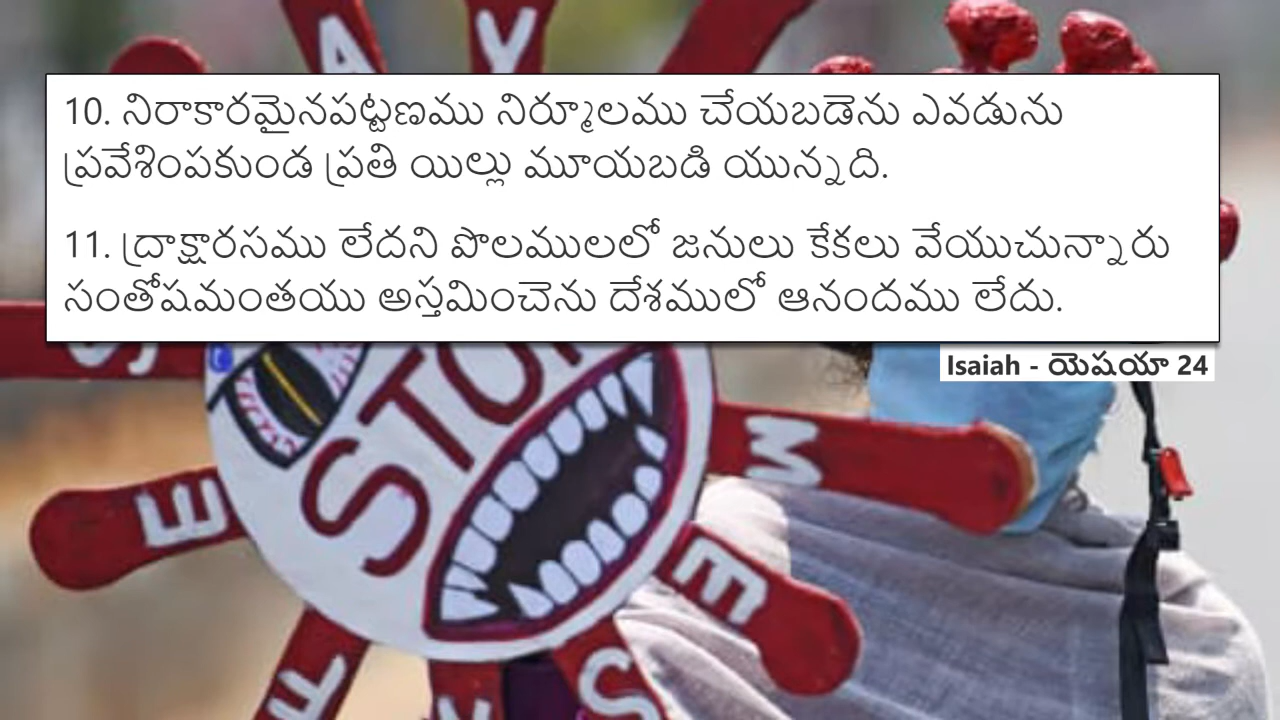 A Y
10. నిరాకారమైనపట్టణము నిర్మూలము చేయబడెను ఎవడును
ప్రవేశింపకుండ ప్రతి యిల్లు మూయబడి యున్నది.
11. ద్రాక్షారసము లేదని పొలములలో జనులు కేకలు వేయుచున్నారు
సంతోషమంతయు అస్తమించెను దేశములో ఆనందము లేదు.
Isaiah - యెషయా 24
S
STO
M
E
E